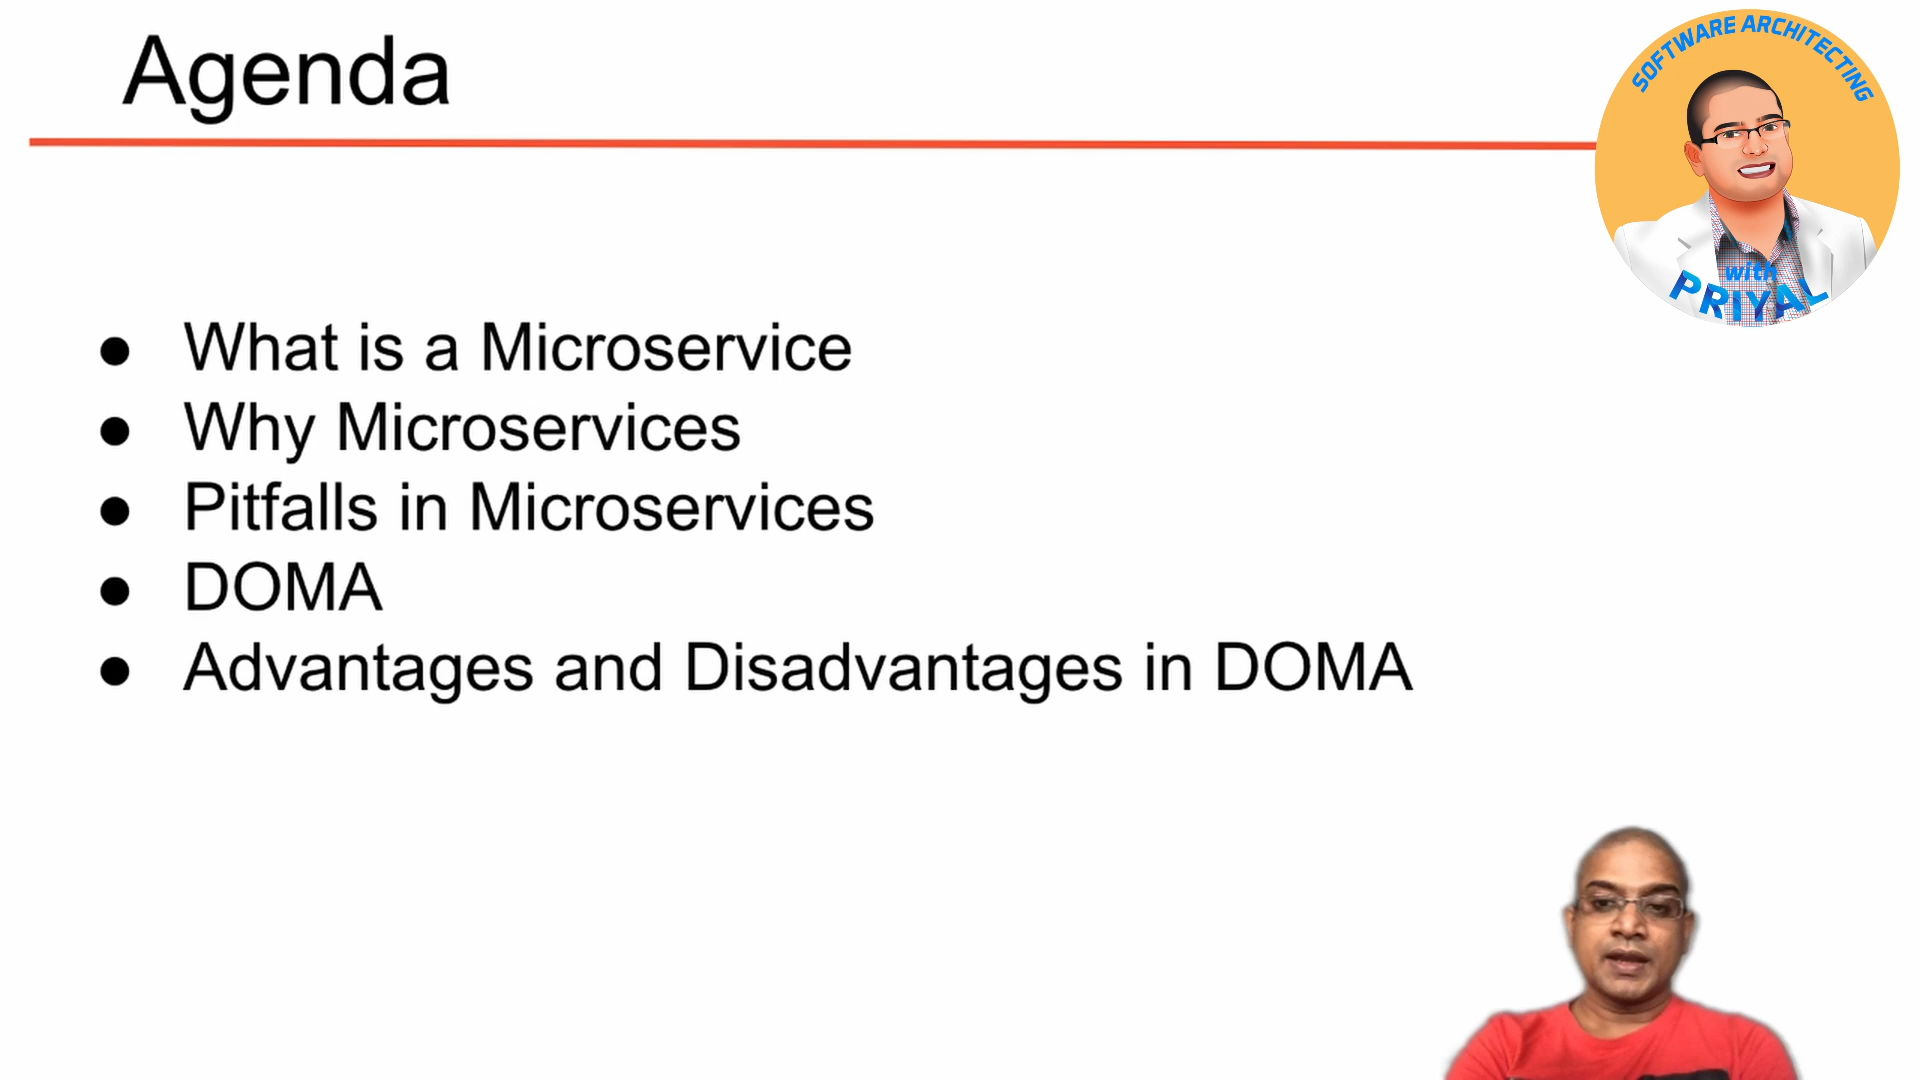 Agenda
SOFTWARE ARCHITECTING
with
PRIYAL
What is a Microservice
Why Microservices
Pitfalls in Microservices
DOMA
Advantages and Disadvantages in DOMA